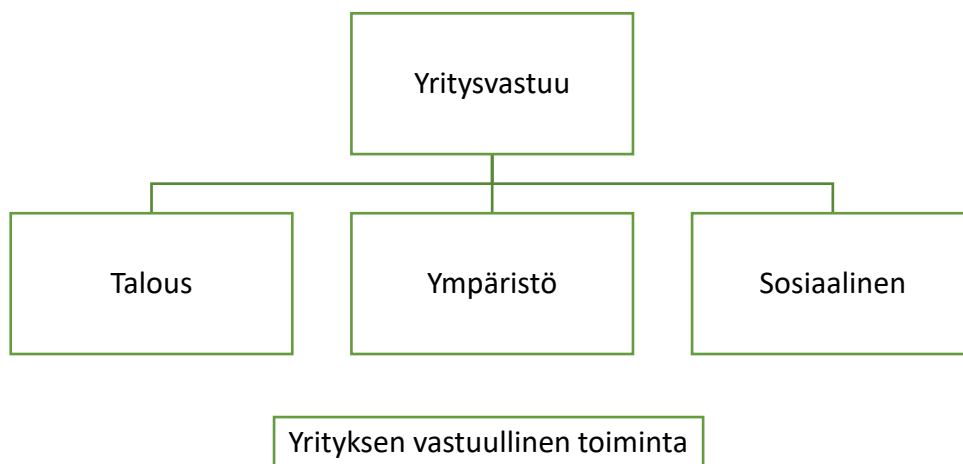 Yritysvastuu
Talous
Ympäristö
Sosiaalinen
Yrityksen vastuullinen toiminta